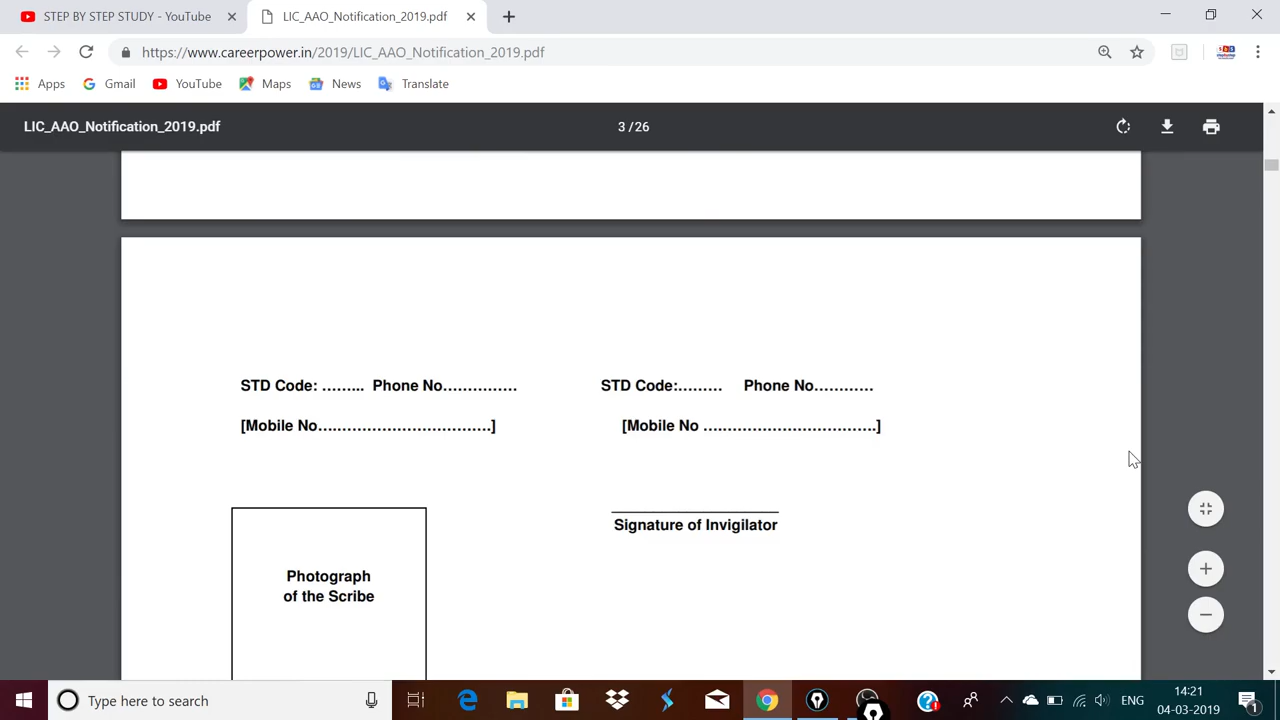 STEP BY STEP STUDY - YouTube
LIC_AAO_Notification_2019.pdf
https://www.careerpower.in/2019/LIC_AAO_Notification_2019.pdf
Apps
Gmail
YouTube
Maps
News
Translate
LIC_AAO_Notification_2019.pdf
3 / 26
STD Code: ……... Phone No…………… STD Code:……… Phone No…………
[Mobile No…..…………………………….] [Mobile No ….…………………………….]
Signature of Invigilator
Photograph
of the Scribe
Type here to search
ENG
14:21
04-03-2019